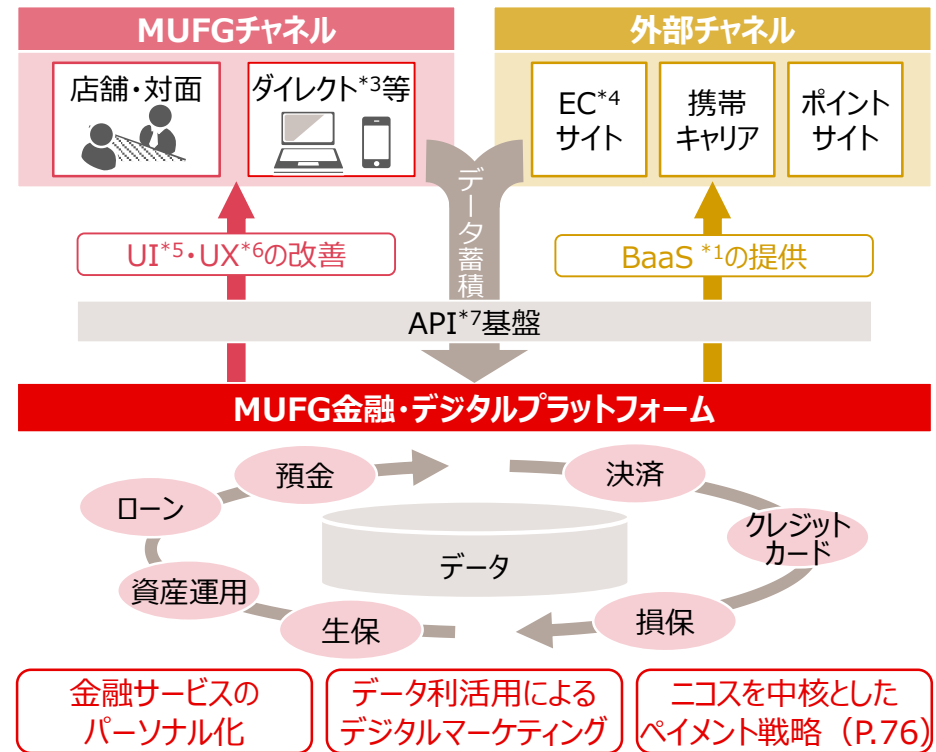 MUFGチャネル
外部チャネル
店舗・対面
ダイレクト*3等
EC*4
サイト
携帯
キャリア
ポイント
サイト
データ蓄積
UI*5・UX*6の改善
BaaS *1の提供
API*7基盤
MUFG金融・デジタルプラットフォーム
預金
決済
ローン
クレジット
カード
データ
資産運用
生保
損保
金融サービスの
パーソナル化
データ利活用による
デジタルマーケティング
ニコスを中核とした
ペイメント戦略（P.76）